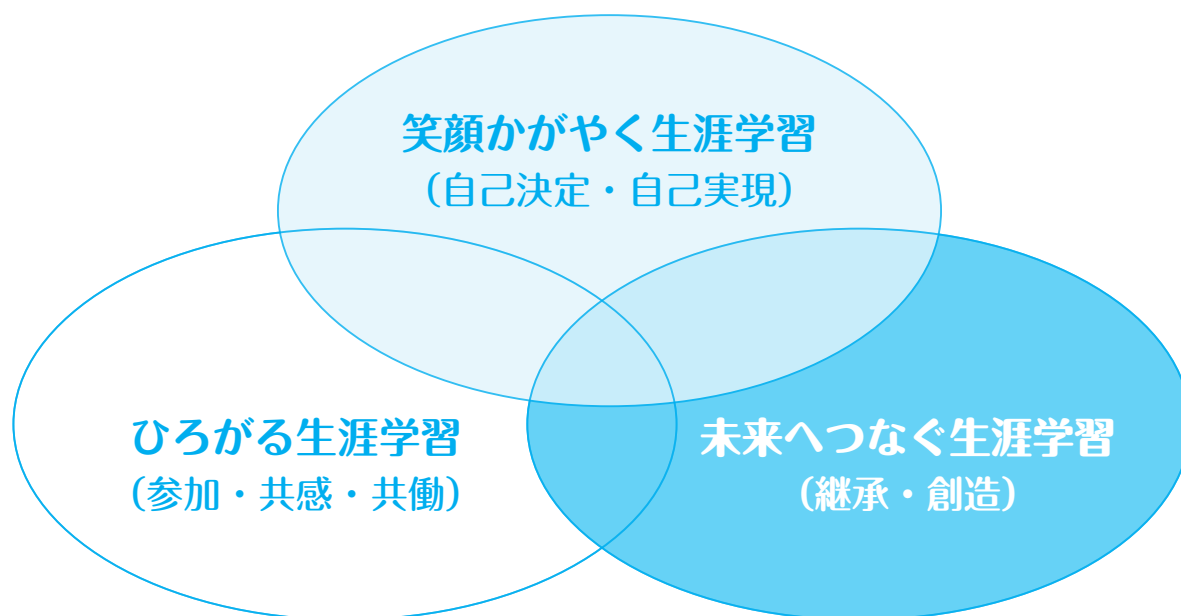 笑顔かがやく生涯学習
（自己決定・自己実現）
ひろがる生涯学習
（参加・共感・共働）
未来へつなぐ生涯学習
（継承・創造）